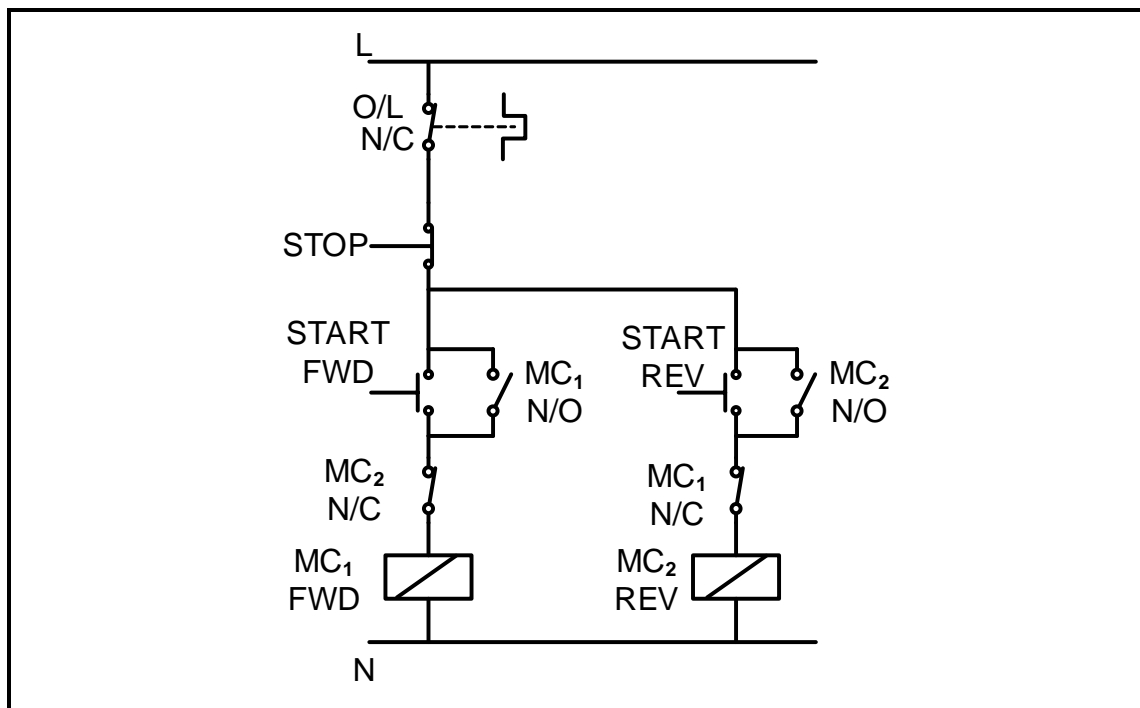 L
O/L
N/C
STOP
START
FWD
MC₁
N/O
START
REV
MC₂
N/O
MC₂
N/C
MC₁
N/C
MC₁
FWD
MC₂
REV
N